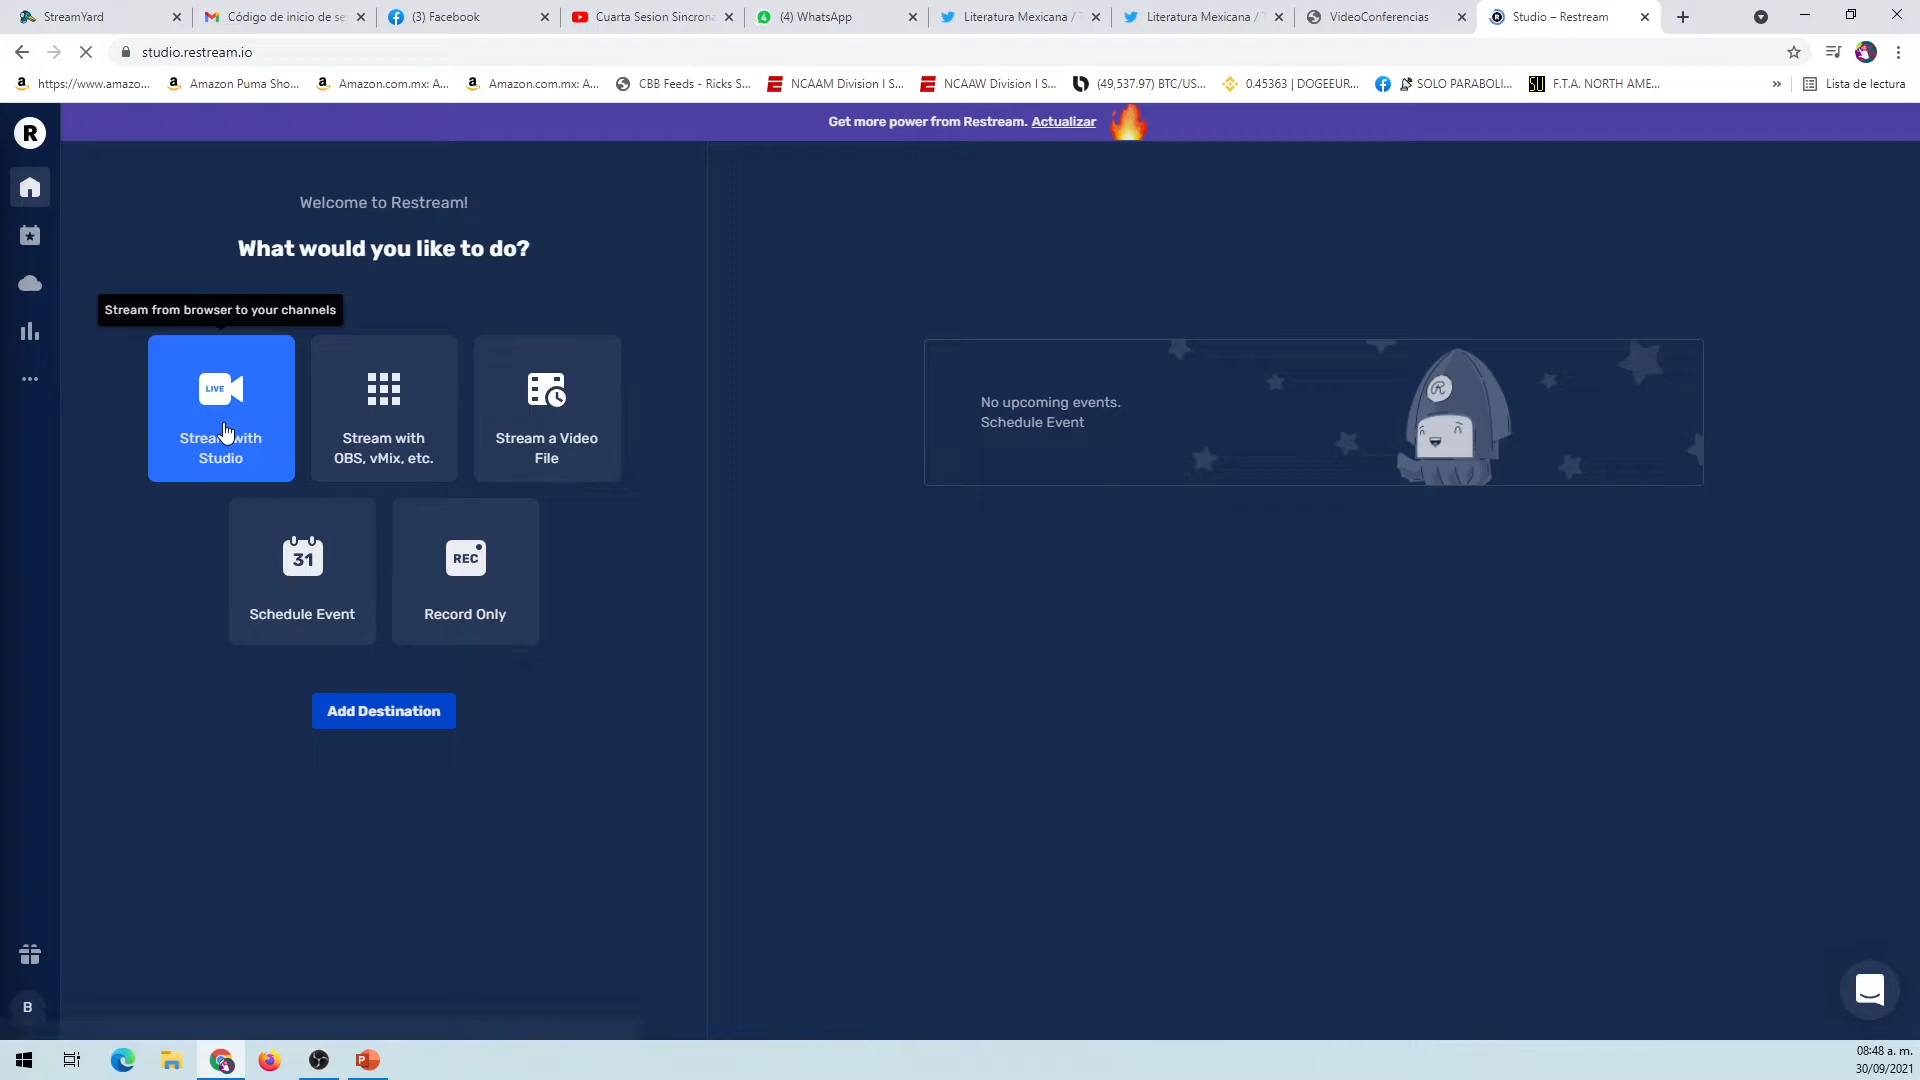 StreamYard
Código de inicio de se
(3) Facebook
Cuarta Sesion Sincron
(4) WhatsApp
Literatura Mexicana / T
Literatura Mexicana / T
VideoConferencias
Studio – Restream
studio.restream.io
https://www.amazo...
Amazon Puma Sho...
Amazon.com.mx: A...
Amazon.com.mx: A...
CBB Feeds - Ricks S...
NCAAM Division I S...
NCAAW Division I S...
(49,537.97) BTC/US...
0.45363 | DOGEEUR...
SOLO PARABOLI...
F.T.A. NORTH AME...
»
Lista de lectura
R
Get more power from Restream. Actualizar
Welcome to Restream!
What would you like to do?
Stream from browser to your channels
LIVE
Stream with
Studio
Stream with
OBS, vMix, etc.
Stream a Video
File
31
Schedule Event
REC
Record Only
Add Destination
No upcoming events.
Schedule Event
R
B
08:48 a. m.
30/09/2021